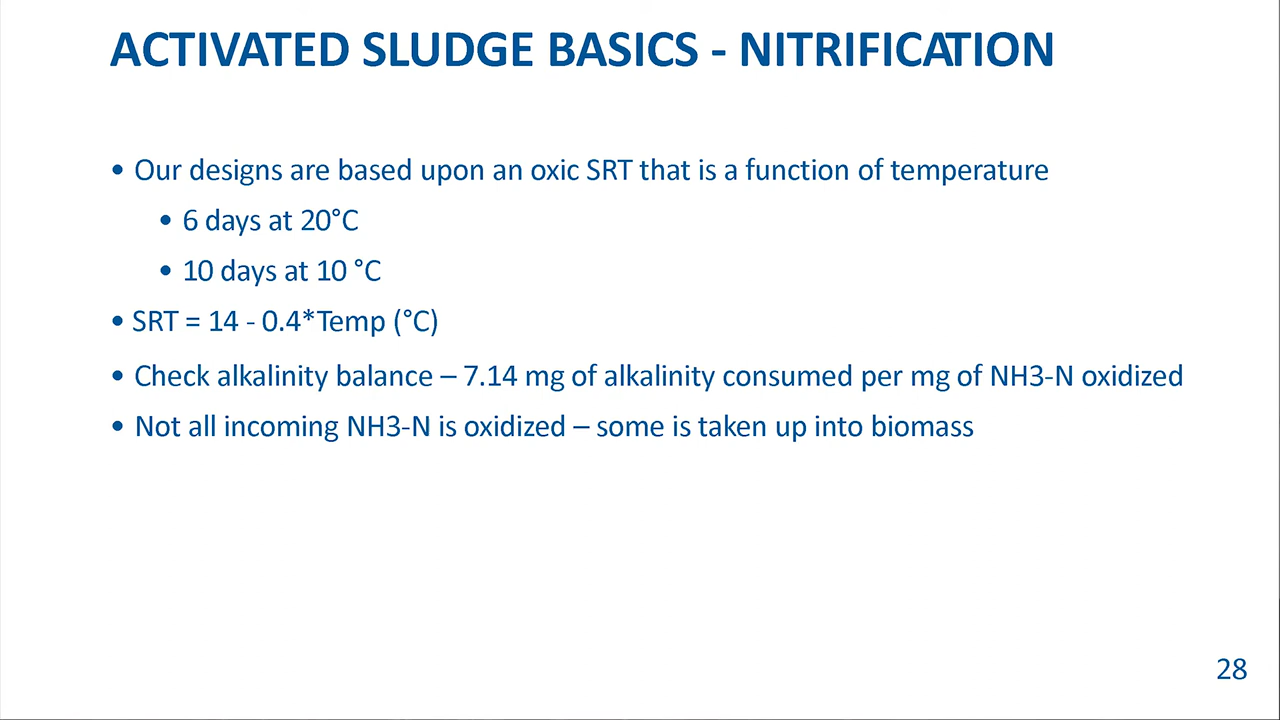 ACTIVATED SLUDGE BASICS - NITRIFICATION
• Our designs are based upon an oxic SRT that is a function of temperature
• 6 days at 20°C
• 10 days at 10 °C
• SRT = 14 - 0.4*Temp (°C)
• Check alkalinity balance – 7.14 mg of alkalinity consumed per mg of NH3-N oxidized
• Not all incoming NH3-N is oxidized – some is taken up into biomass
28